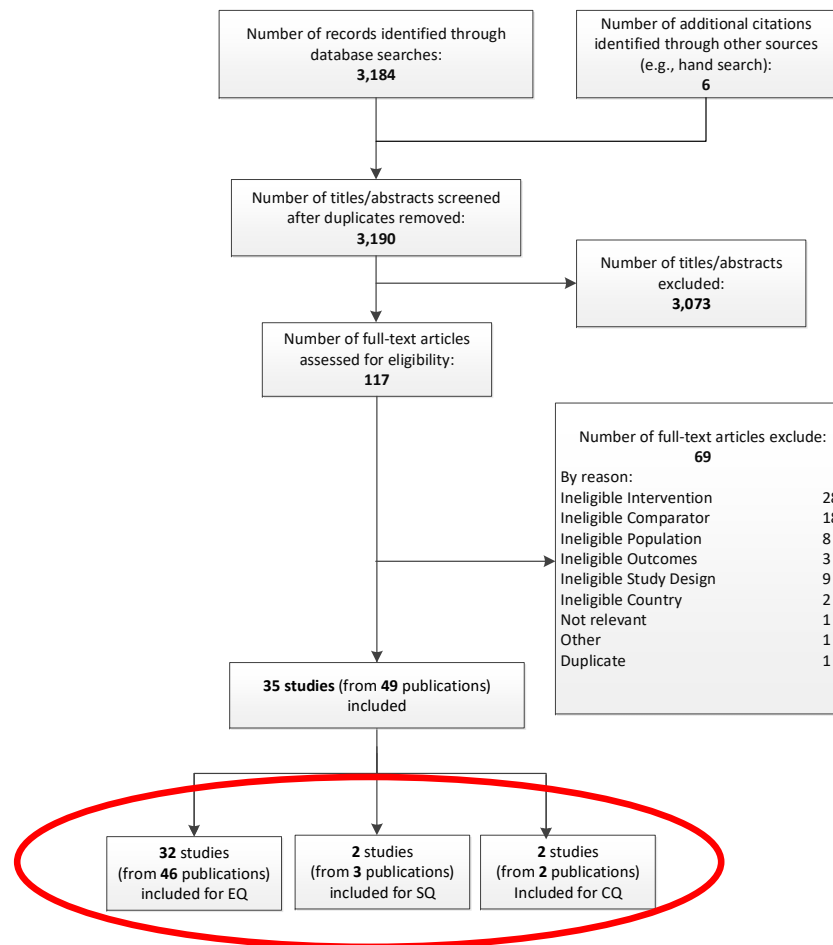 Number of records identified through
database searches:
3,184
Number of additional citations
identified through other sources
(e.g., hand search):
6
Number of titles/abstracts screened
after duplicates removed:
3,190
Number of titles/abstracts
excluded:
3,073
Number of full-text articles
assessed for eligibility:
117
Number of full-text articles exclude:
69
By reason:
Ineligible Intervention 28
Ineligible Comparator 18
Ineligible Population 8
Ineligible Outcomes 3
Ineligible Study Design 9
Ineligible Country 2
Not relevant 1
Other 1
Duplicate 1
35 studies (from 49 publications)
included
32 studies
(from 46 publications)
included for EQ
2 studies
(from 3 publications)
included for SQ
2 studies
(from 2 publications)
Included for CQ